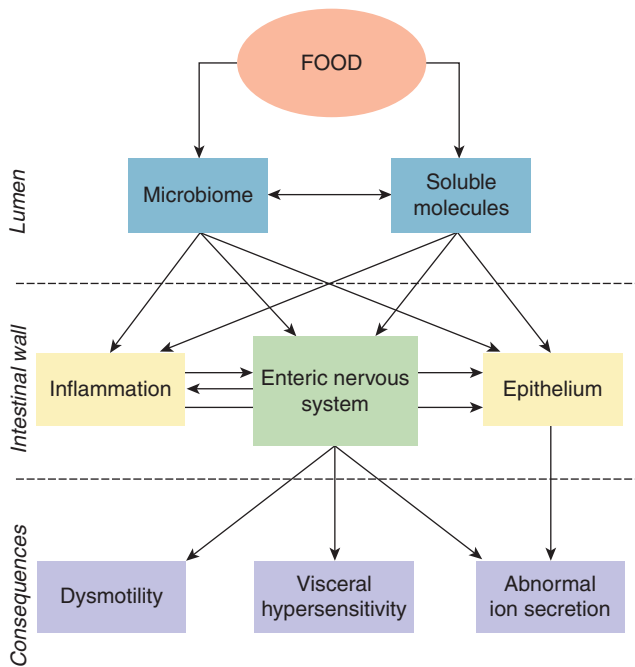 FOOD
Lumen
Microbiome
Soluble
molecules
Intestinal wall
Inflammation
Enteric nervous
system
Epithelium
Consequences
Dysmotility
Visceral
hypersensitivity
Abnormal
ion secretion